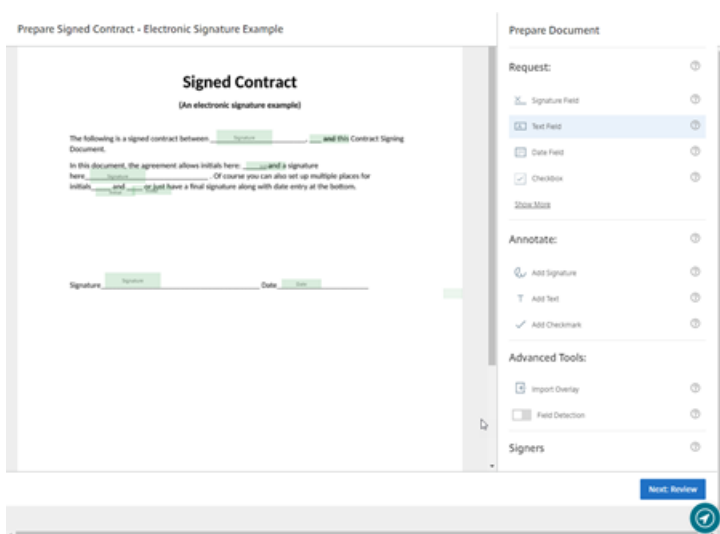 Prepare Signed Contract - Electronic Signature Example
Signed Contract
(An electronic signature example)
The following is a signed contract between Signature, and this Contract Signing
Document.
In this document, the agreement allows initials here: and a signature
here Signature. Of course you can also set up multiple places for
initials and or just have a final signature along with date entry at the bottom.
Initial
Signature Signature Date Date
Prepare Document
Request:
Signature Field
Text Field
Date Field
Checkbox
Show More
Annotate:
Add Signature
Add Text
Add Checkmark
Advanced Tools:
Import Overlay
Field Detection
Signers
Next: Review